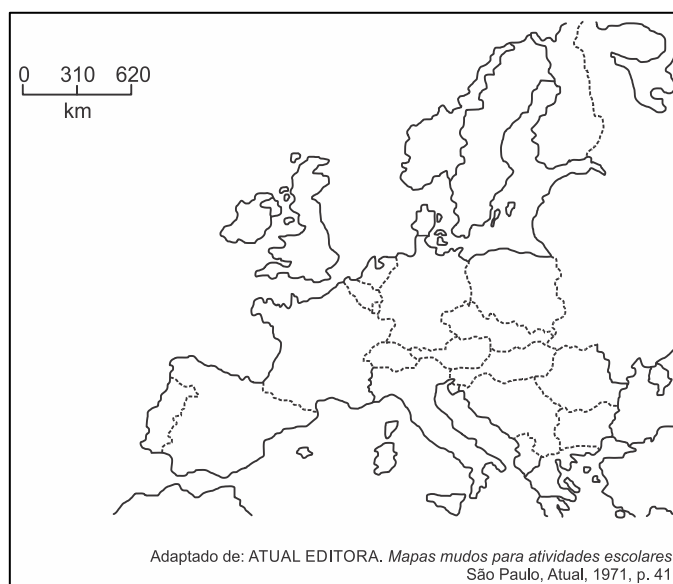 0 310 620
km
Adaptado de: ATUAL EDITORA. Mapas mudos para atividades escolares
São Paulo, Atual, 1971, p. 41